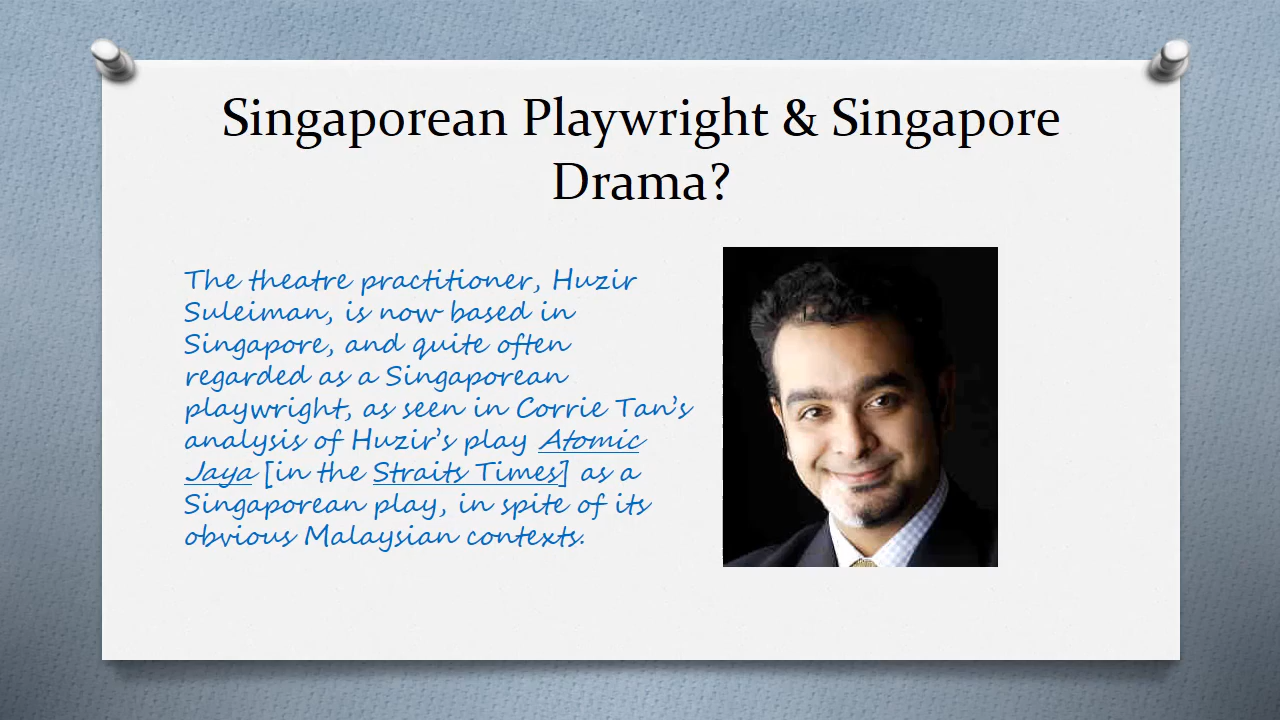 Singaporean Playwright & Singapore
Drama?
The theatre practitioner, Huzir
Suleiman, is now based in
Singapore, and quite often
regarded as a Singaporean
playwright, as seen in Corrie Tan’s
analysis of Huzir’s play Atomic
Jaya [in the Straits Times] as a
Singaporean play, in spite of its
obvious Malaysian contexts.